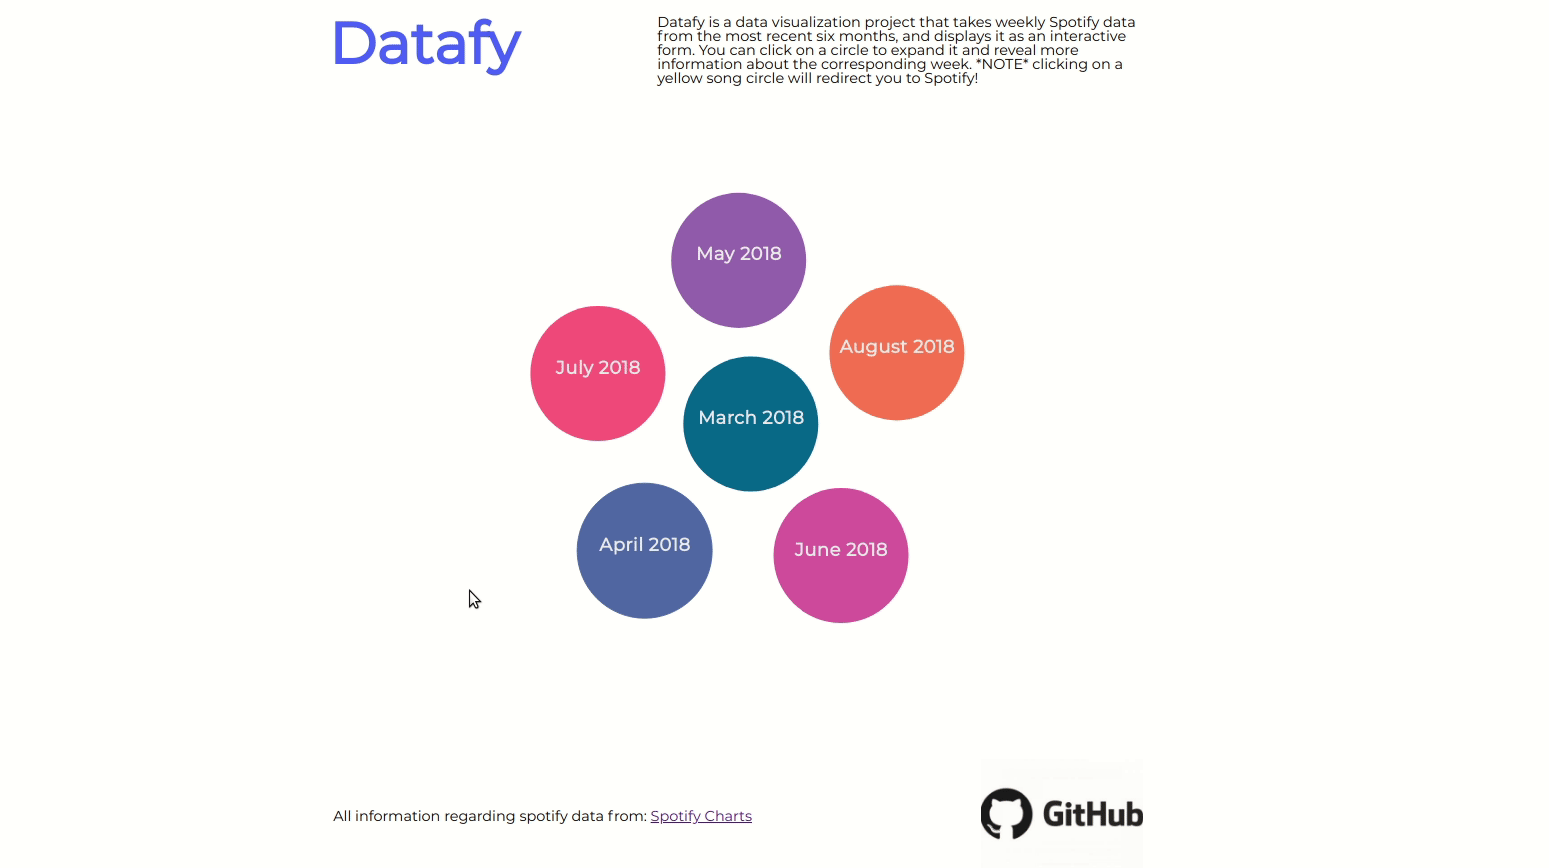 Datafy
Datafy is a data visualization project that takes weekly Spotify data
from the most recent six months, and displays it as an interactive
form. You can click on a circle to expand it and reveal more
information about the corresponding week. *NOTE* clicking on a
yellow song circle will redirect you to Spotify!
May 2018
August 2018
July 2018
March 2018
April 2018
June 2018
All information regarding spotify data from: Spotify Charts
GitHub